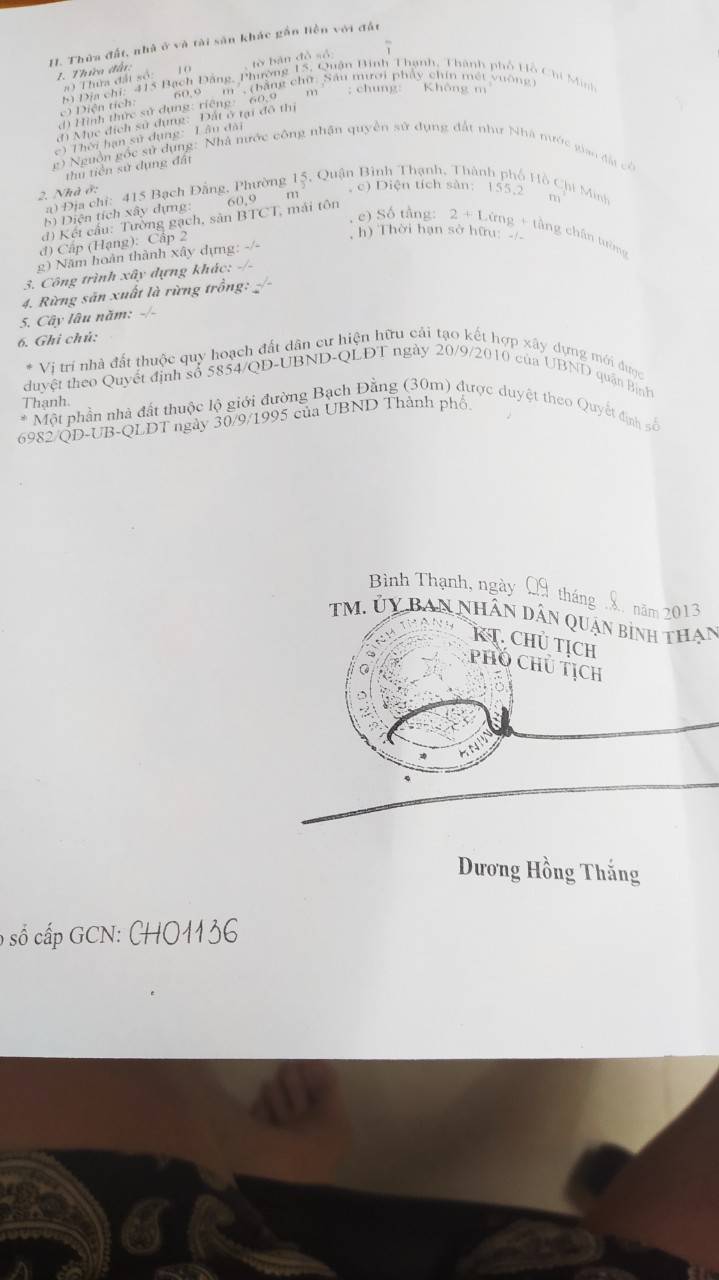 II. Thửa đất, nhà ở và tài sản khác gắn liền với đất
1. Thửa đất:
a) Thửa đất số: 10 , tờ bản đồ số: 1
b) Địa chỉ: 415 Bạch Đằng, Phường 15, Quận Bình Thạnh, Thành phố Hồ Chí Minh
c) Diện tích: 60,9 m², (bằng chữ: Sáu mươi phẩy chín mét vuông)
d) Hình thức sử dụng: riêng: 60,9 m² ; chung: Không m²
đ) Mục đích sử dụng: Đất ở tại đô thị
e) Thời hạn sử dụng: Lâu dài
g) Nguồn gốc sử dụng: Nhà nước công nhận quyền sử dụng đất như Nhà nước giao đất có
thu tiền sử dụng đất
2. Nhà ở:
a) Địa chỉ: 415 Bạch Đằng, Phường 15, Quận Bình Thạnh, Thành phố Hồ Chí Minh
b) Diện tích xây dựng: 60,9 m² , c) Diện tích sàn: 155,2 m²
d) Kết cấu: Tường gạch, sàn BTCT, mái tôn , e) Số tầng: 2 + Lửng + tầng chân tường
đ) Cấp (Hạng): Cấp 2
g) Năm hoàn thành xây dựng: -/- , h) Thời hạn sở hữu: -/-
3. Công trình xây dựng khác: -/-
4. Rừng sản xuất là rừng trồng: -/-
5. Cây lâu năm: -/-
6. Ghi chú:
* Vị trí nhà đất thuộc quy hoạch đất dân cư hiện hữu cải tạo kết hợp xây dựng mới được
duyệt theo Quyết định số 5854/QĐ-UBND-QLĐT ngày 20/9/2010 của UBND quận Bình
Thạnh.
* Một phần nhà đất thuộc lộ giới đường Bạch Đằng (30m) được duyệt theo Quyết định số
6982/QĐ-UB-QLDT ngày 30/9/1995 của UBND Thành phố.
Bình Thạnh, ngày 09 tháng 8 năm 2013
TM. ỦY BAN NHÂN DÂN QUẬN BÌNH THẠN
KT. CHỦ TỊCH
PHÓ CHỦ TỊCH
Dương Hồng Thắng
số cấp GCN: CH01136